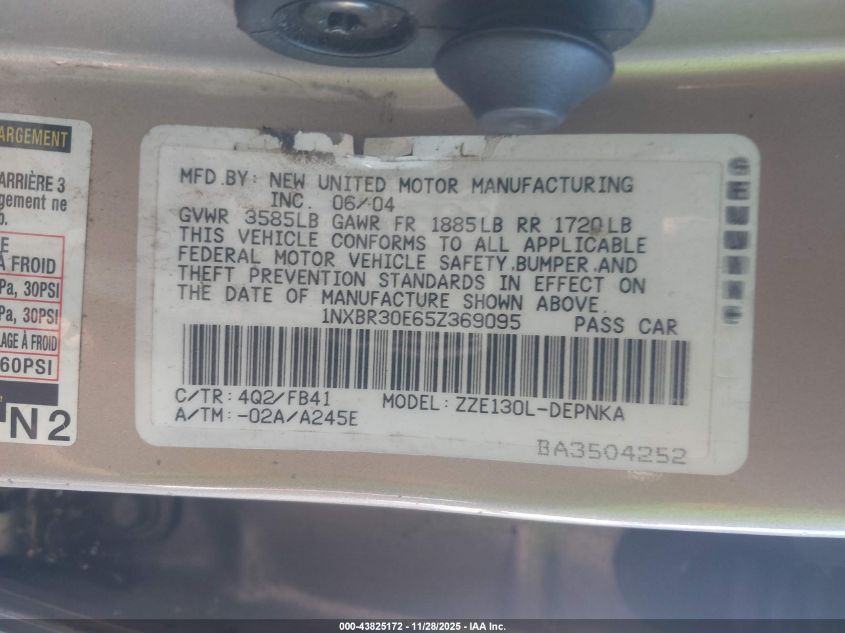 ARGEMENT
ARRIÈRE 3
gement ne
b.
E
À FROID
Pa, 30PSI
Pa, 30PSI
LAGE À FROID
60PSI
N2
MFD.BY: NEW UNITED MOTOR MANUFACTURING
INC. 06/04
GVWR 3585LB GAWR FR 1885LB RR 1720LB
THIS VEHICLE CONFORMS TO ALL APPLICABLE
FEDERAL MOTOR VEHICLE SAFETY,BUMPER,AND
THEFT PREVENTION STANDARDS IN EFFECT ON
THE DATE OF MANUFACTURE SHOWN ABOVE.
1NXBR30E65Z369095 PASS CAR
C/TR: 4Q2/FB41 MODEL: ZZE130L-DEPNKA
A/TM: -02A/A245E
BA3504252
000-43825172 - 11/28/2025 - IAA Inc.